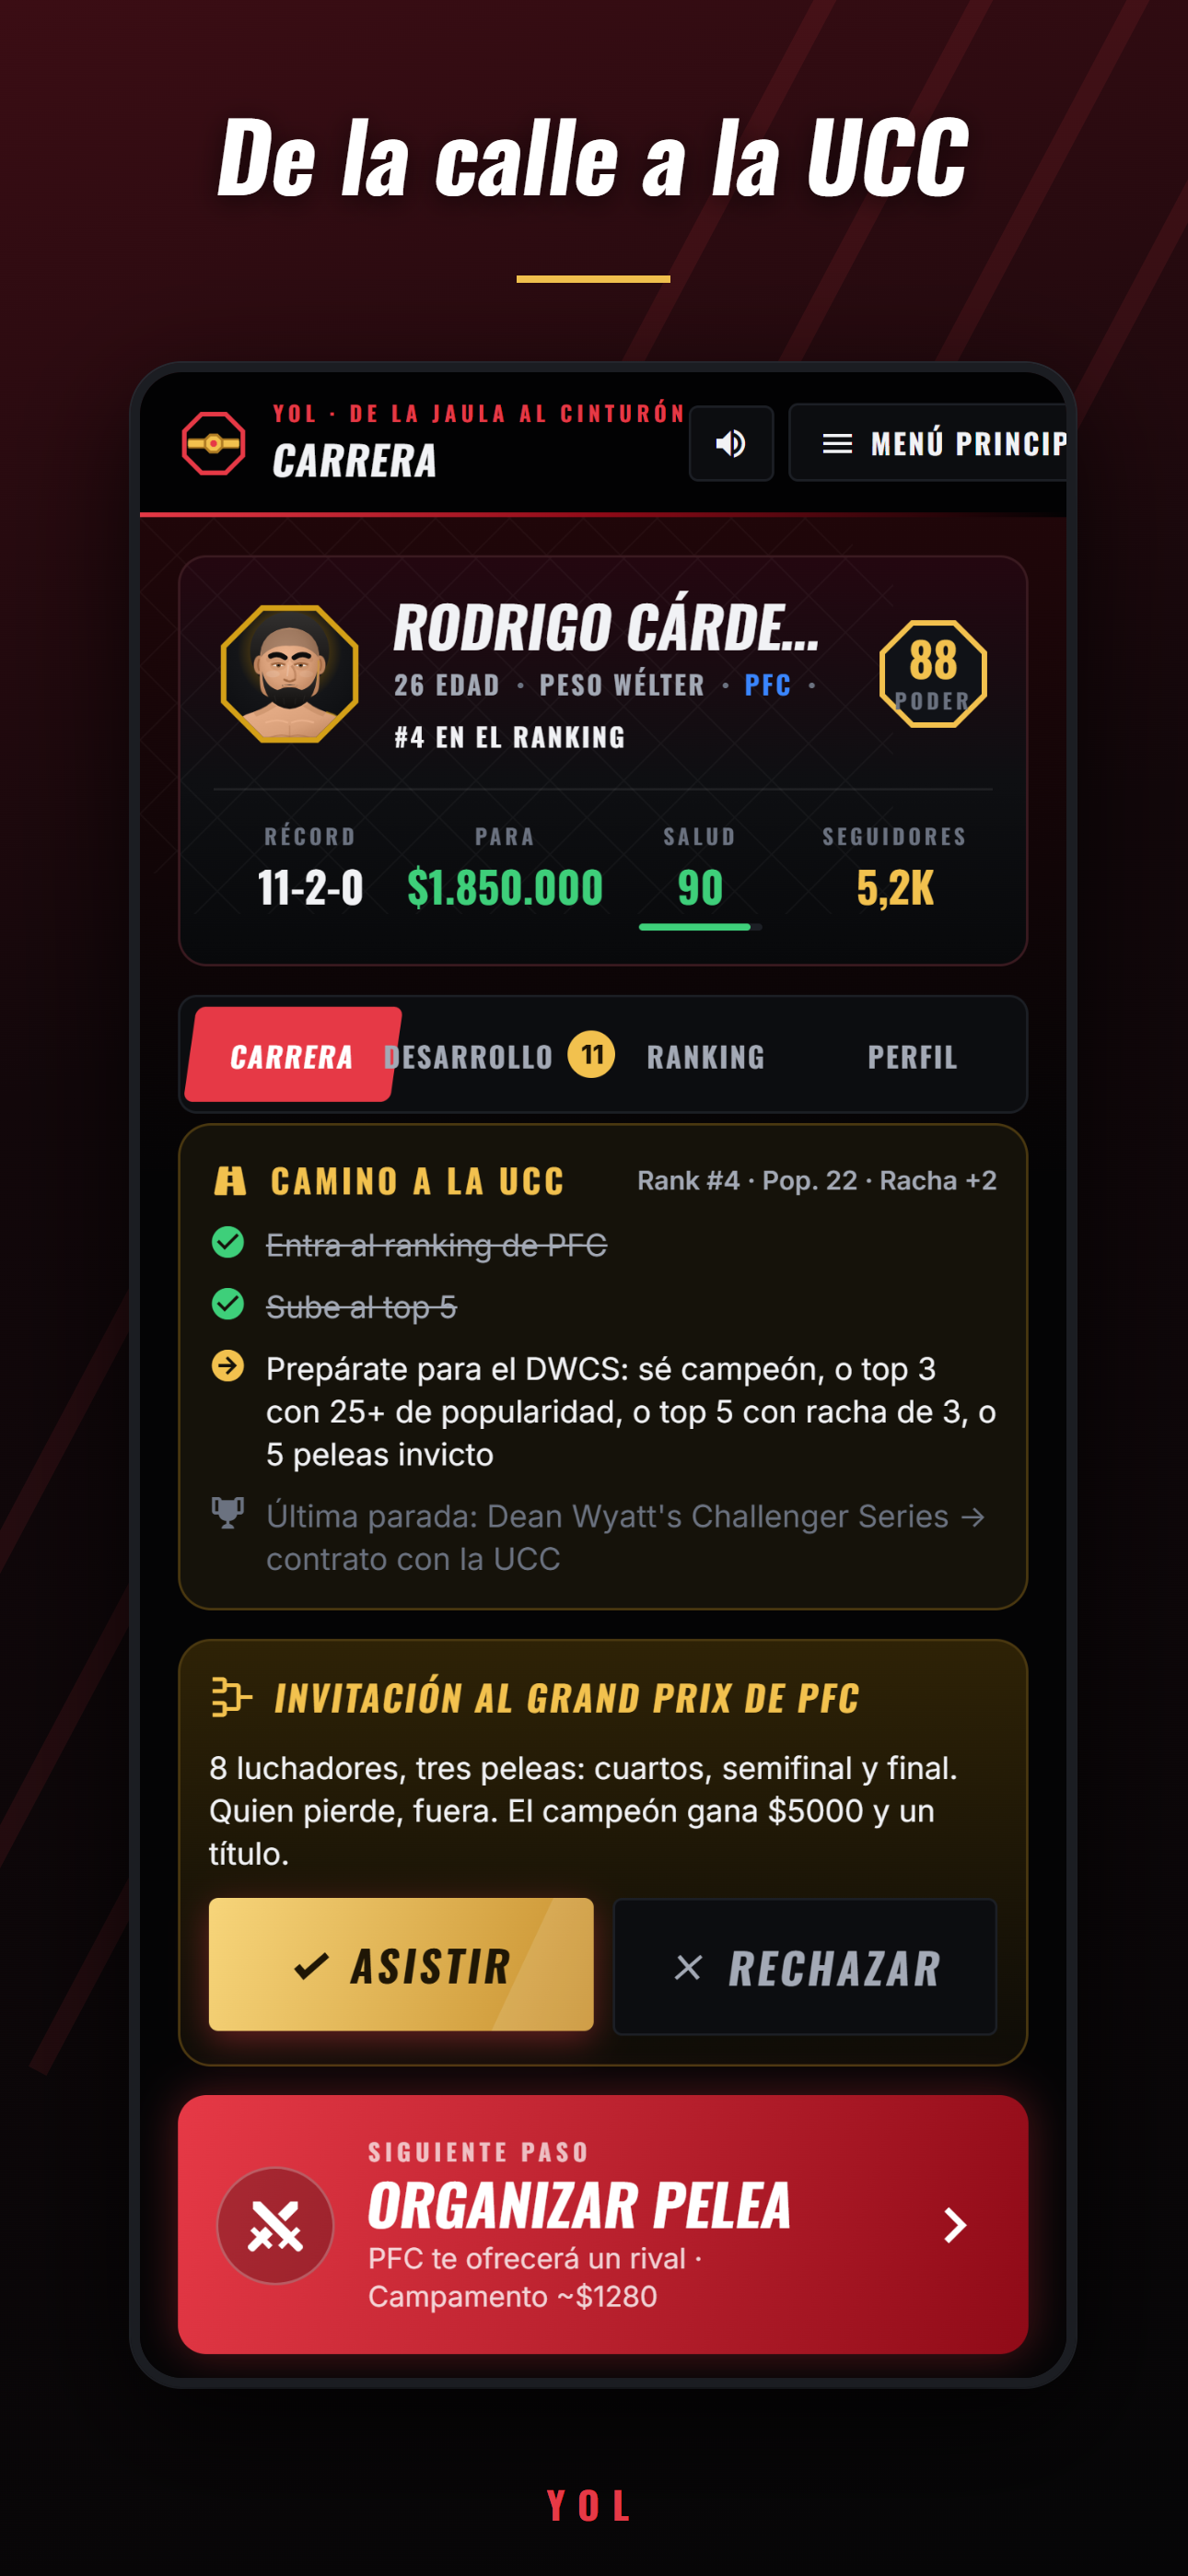 De la calle a la UCC
YOL · DE LA JAULA AL CINTURÓN
CARRERA
MENÚ PRINCIP
RODRIGO CÁRDE...
26 EDAD · PESO WÉLTER · PFC ·
#4 EN EL RANKING
88
PODER
RÉCORD
11-2-0
PARA
$1.850.000
SALUD
90
SEGUIDORES
5,2K
CARRERA
DESARROLLO 11
RANKING
PERFIL
CAMINO A LA UCC
Rank #4 · Pop. 22 · Racha +2
Entra al ranking de PFC
Sube al top 5
Prepárate para el DWCS: sé campeón, o top 3
con 25+ de popularidad, o top 5 con racha de 3, o
5 peleas invicto
Última parada: Dean Wyatt's Challenger Series →
contrato con la UCC
INVITACIÓN AL GRAND PRIX DE PFC
8 luchadores, tres peleas: cuartos, semifinal y final.
Quien pierde, fuera. El campeón gana $5000 y un
título.
ASISTIR
RECHAZAR
SIGUIENTE PASO
ORGANIZAR PELEA
PFC te ofrecerá un rival ·
Campamento ~$1280
YOL